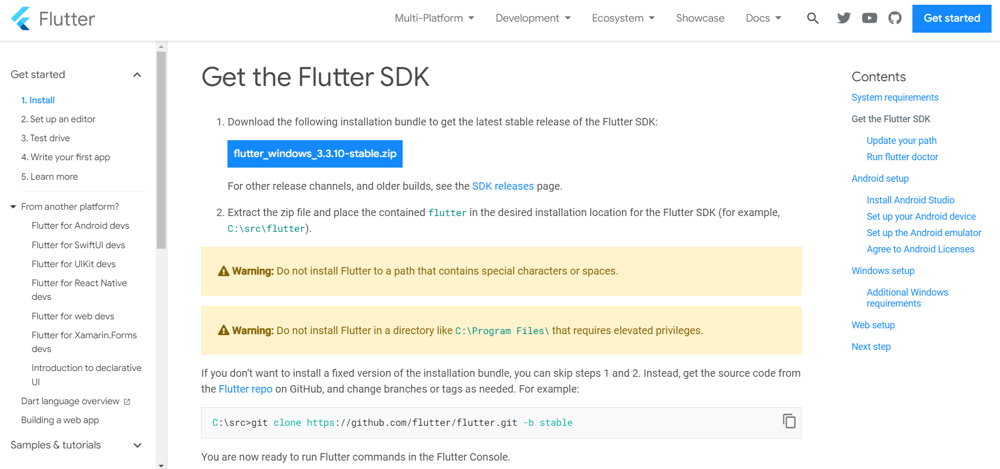 Flutter
Multi-Platform
Development
Ecosystem
Showcase
Docs
Get started
Get started
1. Install
2. Set up an editor
3. Test drive
4. Write your first app
5. Learn more
From another platform?
Flutter for Android devs
Flutter for SwiftUI devs
Flutter for UIKit devs
Flutter for React Native
devs
Flutter for web devs
Flutter for Xamarin.Forms
devs
Introduction to declarative
UI
Dart language overview
Building a web app
Samples & tutorials
Get the Flutter SDK
1. Download the following installation bundle to get the latest stable release of the Flutter SDK:
flutter_windows_3.3.10-stable.zip
For other release channels, and older builds, see the SDK releases page.
2. Extract the zip file and place the contained flutter in the desired installation location for the Flutter SDK (for example,
C:\src\flutter).
Warning: Do not install Flutter to a path that contains special characters or spaces.
Warning: Do not install Flutter in a directory like C:\Program Files\ that requires elevated privileges.
If you don’t want to install a fixed version of the installation bundle, you can skip steps 1 and 2. Instead, get the source code from
the Flutter repo on GitHub, and change branches or tags as needed. For example:
C:\src>git clone https://github.com/flutter/flutter.git -b stable
You are now ready to run Flutter commands in the Flutter Console.
Contents
System requirements
Get the Flutter SDK
Update your path
Run flutter doctor
Android setup
Install Android Studio
Set up your Android device
Set up the Android emulator
Agree to Android Licenses
Windows setup
Additional Windows
requirements
Web setup
Next step